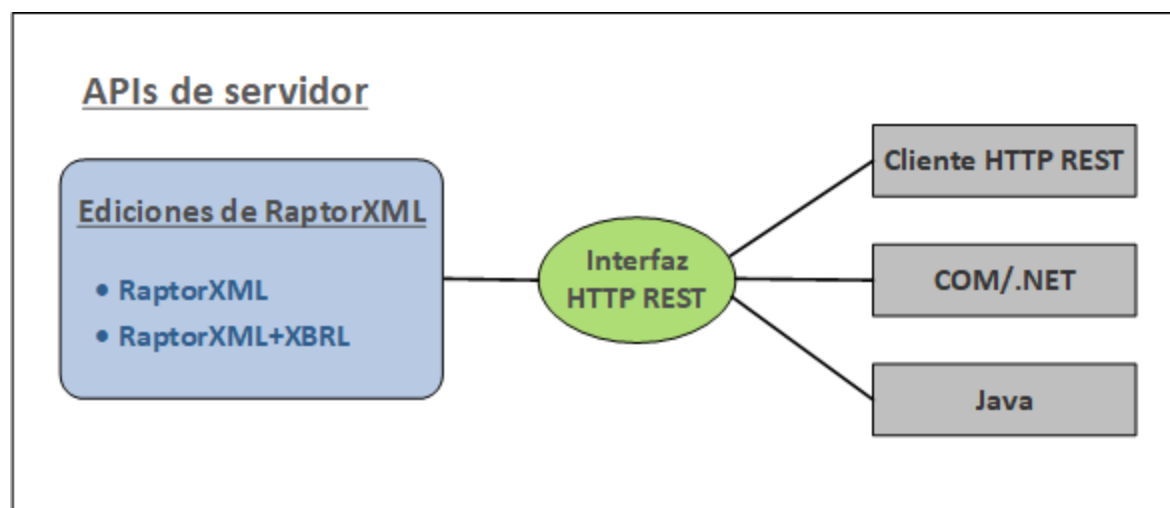 APIs de servidor
Ediciones de RaptorXML
• RaptorXML
• RaptorXML+XBRL
Interfaz
HTTP REST
Cliente HTTP REST
COM/.NET
Java